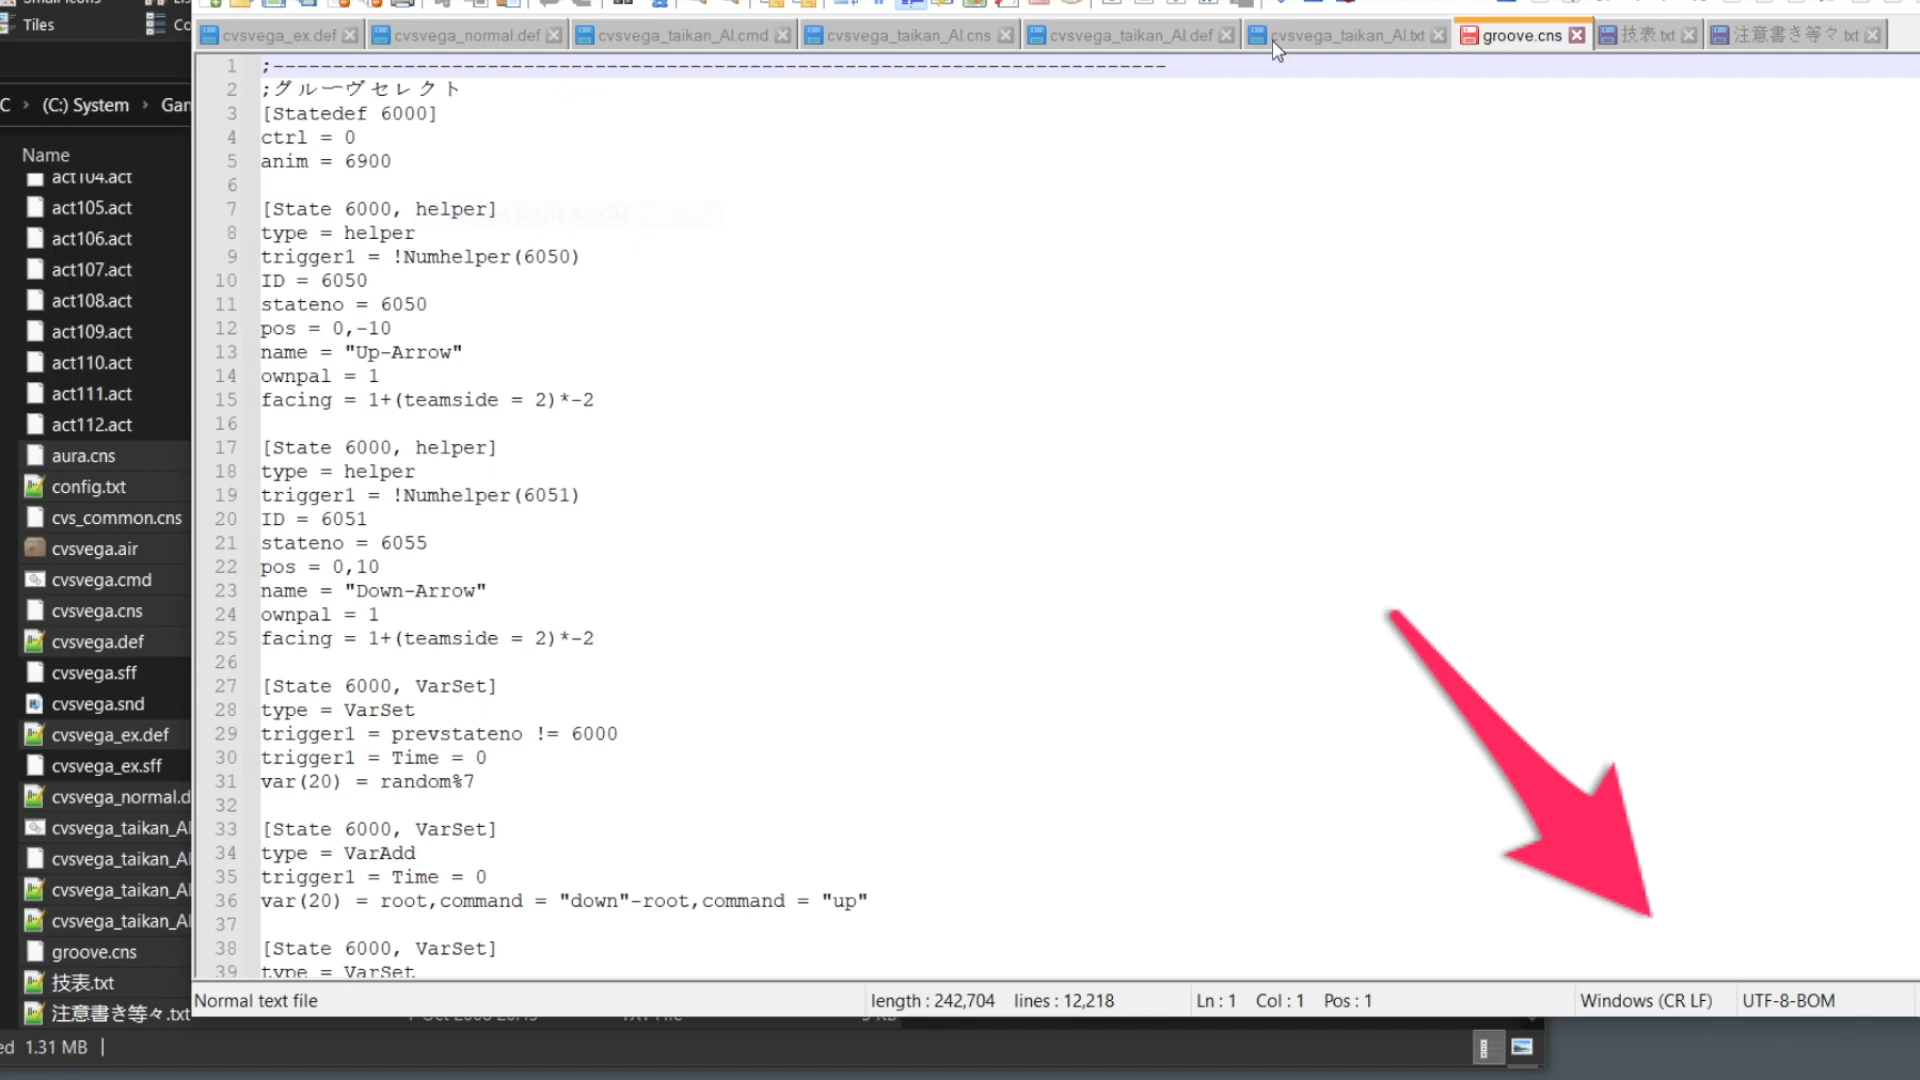 Tiles
cvsvega_ex.def
cvsvega_normal.def
cvsvega_taikan_AI.cmd
cvsvega_taikan_AI.cns
cvsvega_taikan_AI.def
cvsvega_taikan_AI.txt
groove.cns
技表.txt
注意書き等々.txt
C › (C:) System › Gan
Name
act104.act
act105.act
act106.act
act107.act
act108.act
act109.act
act110.act
act111.act
act112.act
aura.cns
config.txt
cvs_common.cns
cvsvega.air
cvsvega.cmd
cvsvega.cns
cvsvega.def
cvsvega.sff
cvsvega.snd
cvsvega_ex.def
cvsvega_ex.sff
cvsvega_normal.d
cvsvega_taikan_AI
cvsvega_taikan_AI
cvsvega_taikan_AI
cvsvega_taikan_AI
groove.cns
技表.txt
注意書き等々.txt
ed 1.31 MB
1 ;---------------------------------------------------------------------------
2 ;グルーヴセレクト
3 [Statedef 6000]
4 ctrl = 0
5 anim = 6900
6
7 [State 6000, helper]
8 type = helper
9 trigger1 = !Numhelper(6050)
10 ID = 6050
11 stateno = 6050
12 pos = 0,-10
13 name = "Up-Arrow"
14 ownpal = 1
15 facing = 1+(teamside = 2)*-2
16
17 [State 6000, helper]
18 type = helper
19 trigger1 = !Numhelper(6051)
20 ID = 6051
21 stateno = 6055
22 pos = 0,10
23 name = "Down-Arrow"
24 ownpal = 1
25 facing = 1+(teamside = 2)*-2
26
27 [State 6000, VarSet]
28 type = VarSet
29 trigger1 = prevstateno != 6000
30 trigger1 = Time = 0
31 var(20) = random%7
32
33 [State 6000, VarSet]
34 type = VarAdd
35 trigger1 = Time = 0
36 var(20) = root,command = "down"-root,command = "up"
37
38 [State 6000, VarSet]
39 type = VarSet
Normal text file
length : 242,704 lines : 12,218
Ln : 1 Col : 1 Pos : 1
Windows (CR LF)
UTF-8-BOM